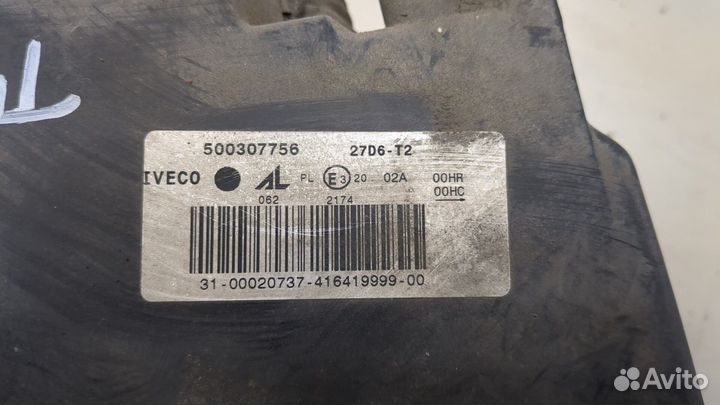 500307756 27D6-T2
IVECO AL PL E3 20 02A 00HR
00HC
062 2174
31-00020737-416419999-00
Avito